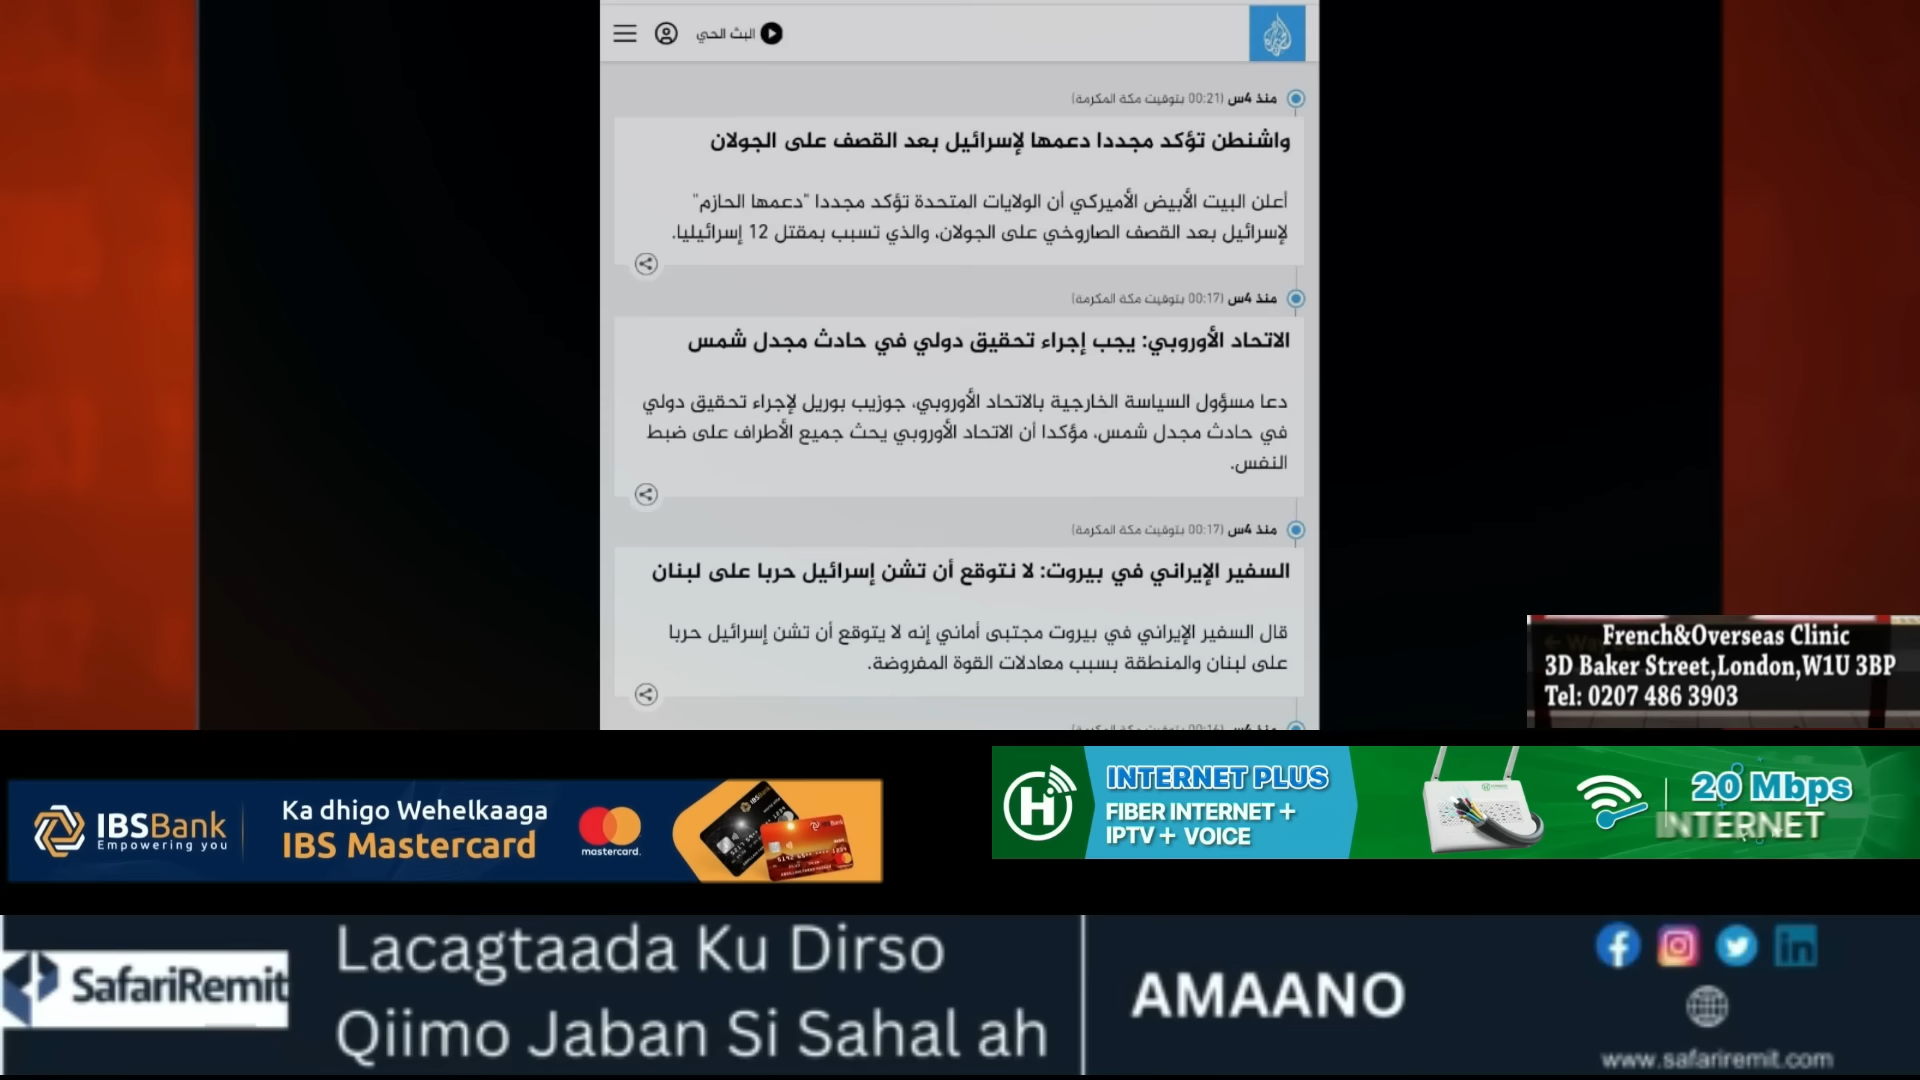 البث الحي
منذ 4س (00:21 بتوقيت مكة المكرمة)
واشنطن تؤكد مجددا دعمها لإسرائيل بعد القصف على الجولان
أعلن البيت الأبيض الأميركي أن الولايات المتحدة تؤكد مجددا "دعمها الحازم"
لإسرائيل بعد القصف الصاروخي على الجولان، والذي تسبب بمقتل 12 إسرائيليا.
منذ 4س (00:17 بتوقيت مكة المكرمة)
الاتحاد الأوروبي: يجب إجراء تحقيق دولي في حادث مجدل شمس
دعا مسؤول السياسة الخارجية بالاتحاد الأوروبي، جوزيب بوريل لإجراء تحقيق دولي
في حادث مجدل شمس، مؤكدا أن الاتحاد الأوروبي يحث جميع الأطراف على ضبط
النفس.
منذ 4س (00:17 بتوقيت مكة المكرمة)
السفير الإيراني في بيروت: لا نتوقع أن تشن إسرائيل حربا على لبنان
قال السفير الإيراني في بيروت مجتبى أماني إنه لا يتوقع أن تشن إسرائيل حربا
على لبنان والمنطقة بسبب معادلات القوة المفروضة.
French&Overseas Clinic
3D Baker Street,London,W1U 3BP
Tel: 0207 486 3903
IBSBank
Empowering you
Ka dhigo Wehelkaaga
IBS Mastercard
mastercard.
H
INTERNET PLUS
FIBER INTERNET +
IPTV + VOICE
20 Mbps
INTERNET
SafariRemit
Lacagtaada Ku Dirso
Qiimo Jaban Si Sahal ah
AMAANO
www.safariremit.com